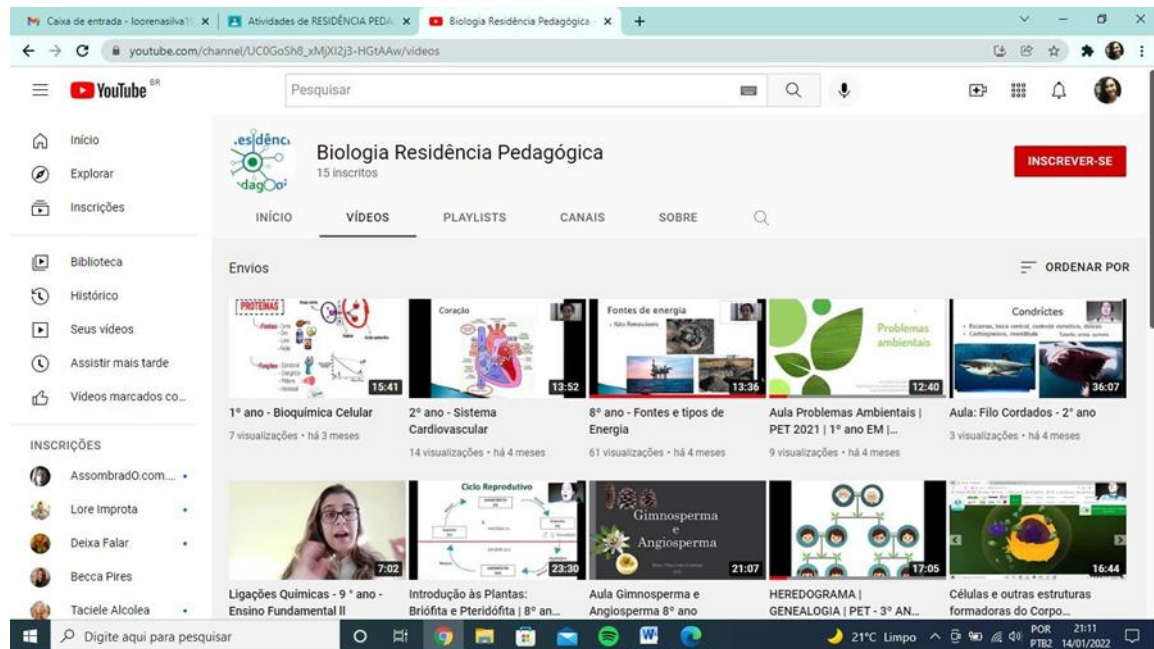 Caixa de entrada - loorenasilva1
Atividades de RESIDÊNCIA PEDA
Biologia Residência Pedagógica -
youtube.com/channel/UC0GoSh8_xMjXI2j3-HGtAAw/videos
YouTube BR
Pesquisar
Início
Explorar
Inscrições
Biblioteca
Histórico
Seus vídeos
Assistir mais tarde
Vídeos marcados co...
INSCRIÇÕES
AssombradO.com....
Lore Improta
Deixa Falar
Becca Pires
Taciele Alcolea
Biologia Residência Pedagógica
15 inscritos
INSCREVER-SE
INÍCIO VÍDEOS PLAYLISTS CANAIS SOBRE
Envios
ORDENAR POR
PROTEÍNAS
15:41
1º ano - Bioquímica Celular
7 visualizações • há 3 meses
Coração
13:52
2º ano - Sistema
Cardiovascular
14 visualizações • há 4 meses
Fontes de energia
Não Renováveis
13:36
8º ano - Fontes e tipos de
Energia
61 visualizações • há 4 meses
Problemas
ambientais
12:40
Aula Problemas Ambientais |
PET 2021 | 1º ano EM |...
9 visualizações • há 4 meses
Condrictes
36:07
Aula: Filo Cordados - 2° ano
3 visualizações • há 4 meses
7:02
Ligações Químicas - 9 ° ano -
Ensino Fundamental ll
Ciclo Reprodutivo
23:30
Introdução às Plantas:
Briófita e Pteridófita | 8º an...
Gimnosperma
e
Angiosperma
21:07
Aula Gimnosperma e
Angiosperma 8º ano
17:05
HEREDOGRAMA |
GENEALOGIA | PET - 3º AN...
16:44
Células e outras estruturas
formadoras do Corpo...
Digite aqui para pesquisar
21°C Limpo
POR
PTB2
21:11
14/01/2022